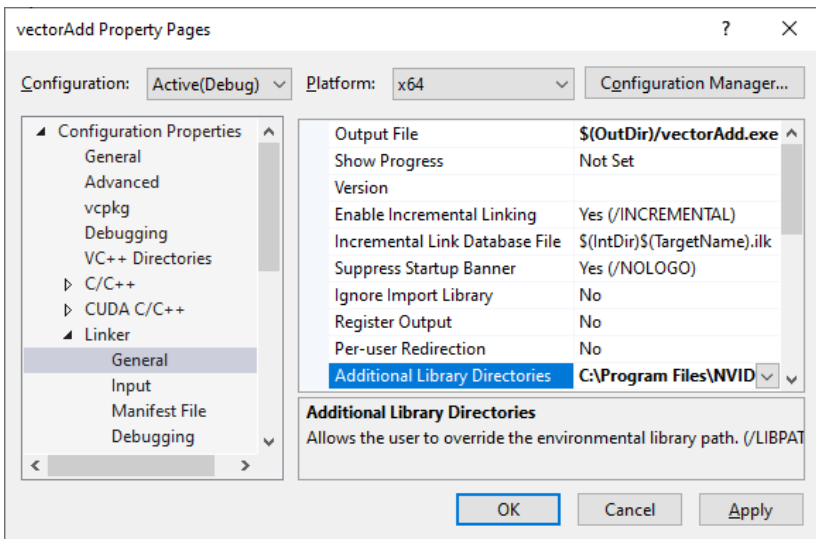 vectorAdd Property Pages ?
Configuration: Active(Debug) Platform: x64 Configuration Manager...
Configuration Properties
General
Advanced
vcpkg
Debugging
VC++ Directories
C/C++
CUDA C/C++
Linker
General
Input
Manifest File
Debugging
Output File $(OutDir)/vectorAdd.exe
Show Progress Not Set
Version
Enable Incremental Linking Yes (/INCREMENTAL)
Incremental Link Database File $(IntDir)$(TargetName).ilk
Suppress Startup Banner Yes (/NOLOGO)
Ignore Import Library No
Register Output No
Per-user Redirection No
Additional Library Directories C:\Program Files\NVID
Additional Library Directories
Allows the user to override the environmental library path. (/LIBPAT
OK Cancel Apply